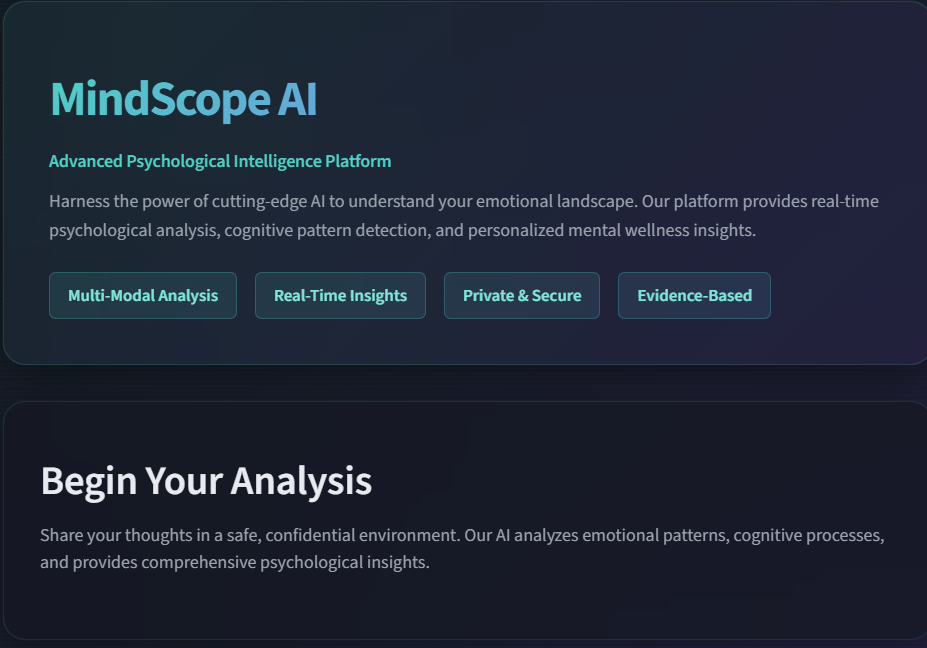 MindScope AI
Advanced Psychological Intelligence Platform
Harness the power of cutting-edge AI to understand your emotional landscape. Our platform provides real-time
psychological analysis, cognitive pattern detection, and personalized mental wellness insights.
Multi-Modal Analysis
Real-Time Insights
Private & Secure
Evidence-Based
Begin Your Analysis
Share your thoughts in a safe, confidential environment. Our AI analyzes emotional patterns, cognitive processes,
and provides comprehensive psychological insights.